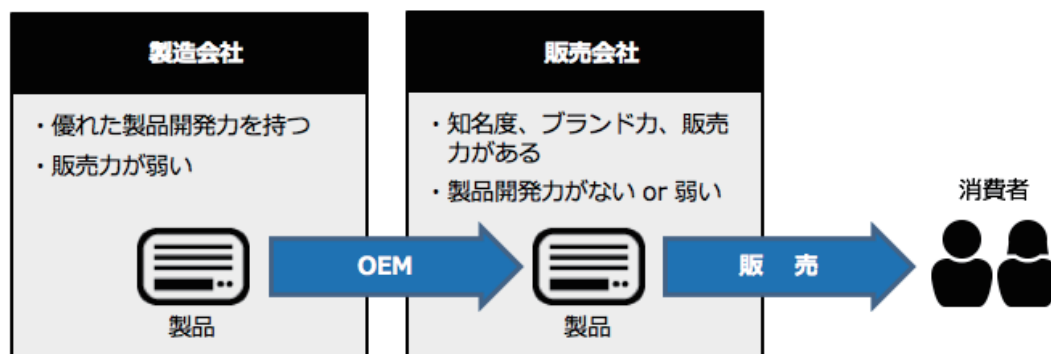 製造会社
・優れた製品開発力を持つ
・販売力が弱い
製品
OEM
販売会社
・知名度、ブランド力、販売
力がある
・製品開発力がない or 弱い
製品
販　売
消費者